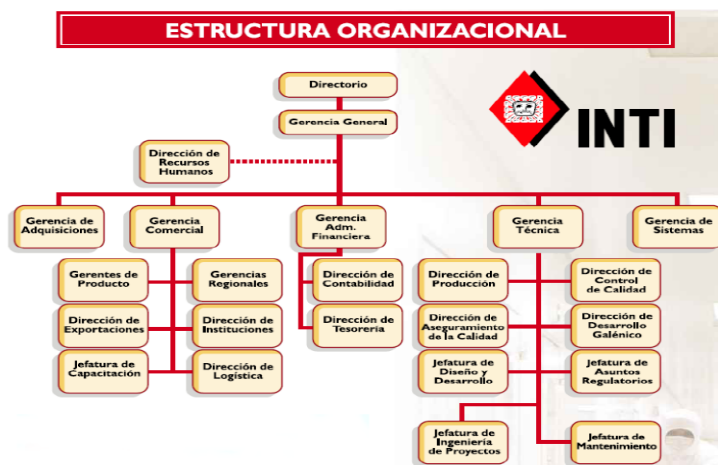 ESTRUCTURA ORGANIZACIONAL
Directorio
INTI
Gerencia General
Dirección de
Recursos
Humanos
Gerencia de
Adquisiciones
Gerencia
Comercial
Gerencia
Adm.
Financiera
Gerencia
Técnica
Gerencia de
Sistemas
Gerentes de
Producto
Gerencias
Regionales
Dirección de
Contabilidad
Dirección de
Producción
Dirección de
Control
de Calidad
Dirección de
Exportaciones
Dirección de
Instituciones
Dirección de
Tesorería
Dirección de
Aseguramiento
de la Calidad
Dirección de
Desarrollo
Galénico
Jefatura de
Capacitación
Dirección de
Logística
Jefatura de
Diseño y
Desarrollo
Jefatura de
Asuntos
Regulatorios
Jefatura de
Ingeniería
de Proyectos
Jefatura de
Mantenimiento